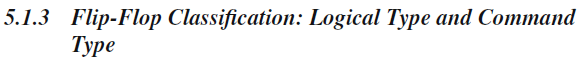 5.1.3 Flip-Flop Classification: Logical Type and Command
Type